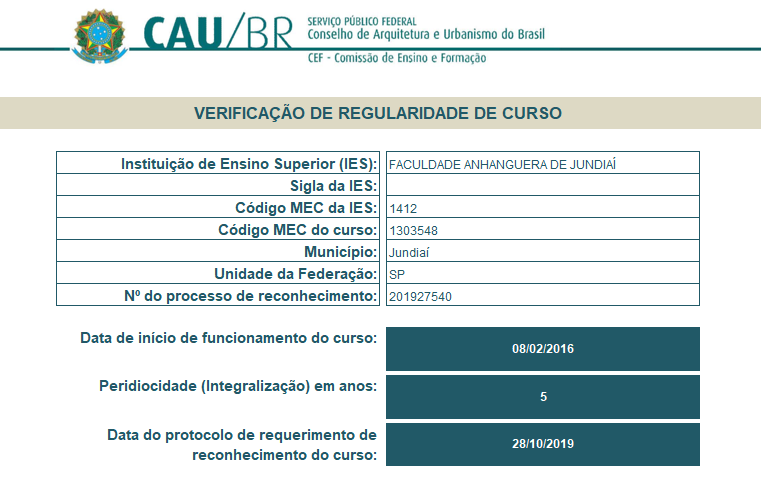 CAU/BR
SERVIÇO PÚBLICO FEDERAL
Conselho de Arquitetura e Urbanismo do Brasil
CEF - Comissão de Ensino e Formação
VERIFICAÇÃO DE REGULARIDADE DE CURSO
Instituição de Ensino Superior (IES): FACULDADE ANHANGUERA DE JUNDIAÍ
Sigla da IES:
Código MEC da IES: 1412
Código MEC do curso: 1303548
Município: Jundiaí
Unidade da Federação: SP
Nº do processo de reconhecimento: 201927540
Data de início de funcionamento do curso: 08/02/2016
Peridiocidade (Integralização) em anos: 5
Data do protocolo de requerimento de
reconhecimento do curso: 28/10/2019